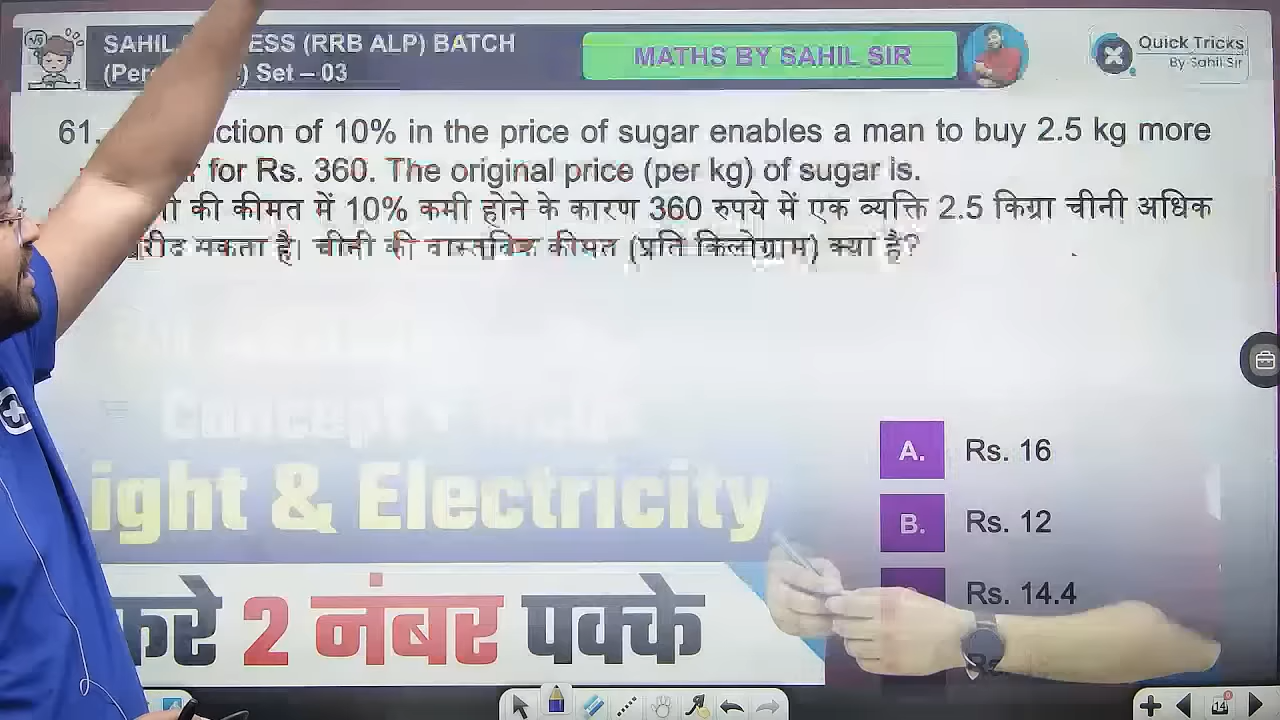 SAHIL ESS (RRB ALP) BATCH
(Per ) Set – 03
MATHS BY SAHIL SIR
Quick Tricks
By Sahil Sir
61. ction of 10% in the price of sugar enables a man to buy 2.5 kg more
r for Rs. 360. The original price (per kg) of sugar is.
की कीमत में 10% कमी होने के कारण 360 रुपये में एक व्यक्ति 2.5 किग्रा चीनी अधिक
सकता है। चीनी की वास्तविक कीमत (प्रति किलोग्राम) क्या है?
Concept
ight & Electricity
करे 2 नंबर पक्के
A. Rs. 16
B. Rs. 12
Rs. 14.4
14